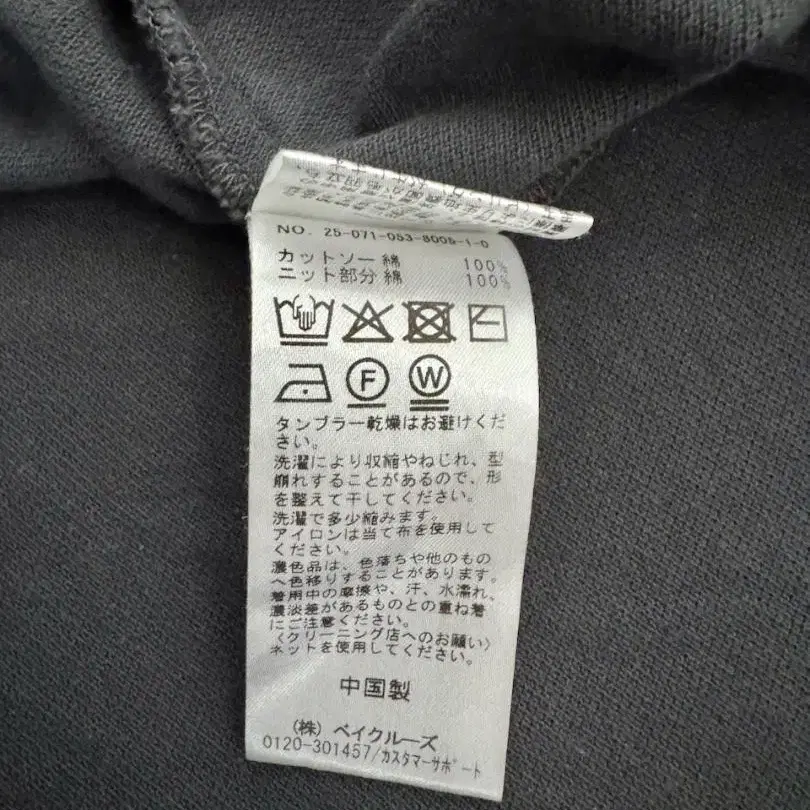 NO. 25-071-053-8005-1-0
カットソー 綿 100%
ニット部分 綿 100%
F W
タンブラー乾燥はお避けくだ
さい。
洗濯により収縮やねじれ、型
崩れすることがあるので、形
を整えて干してください。
洗濯で多少縮みます。
アイロンは当て布を使用して
ください。
濃色品は、色落ちや他のもの
へ色移りすることがあります。
着用中の摩擦や、汗、水濡れ、
濃淡差があるものとの重ね着
にご注意ください。
〈クリーニング店へのお願い〉
ネットを使用してください。
中国製
(株) ベイクルーズ
0120-301457/カスタマーサポート